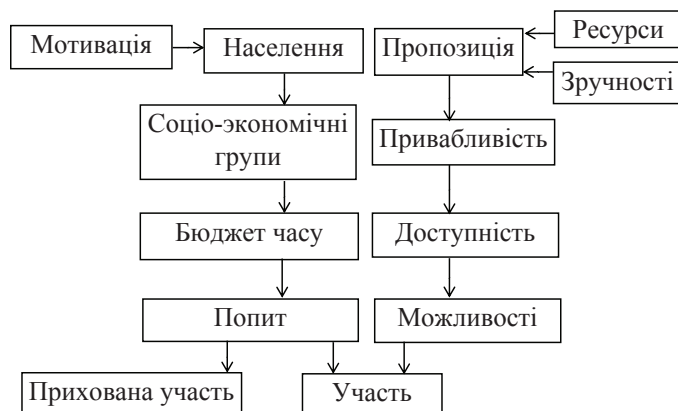 Мотивація
Населення
Пропозиція
Ресурси
Зручності
Соціо-экономічні
групи
Привабливість
Бюджет часу
Доступність
Попит
Можливості
Прихована участь
Участь